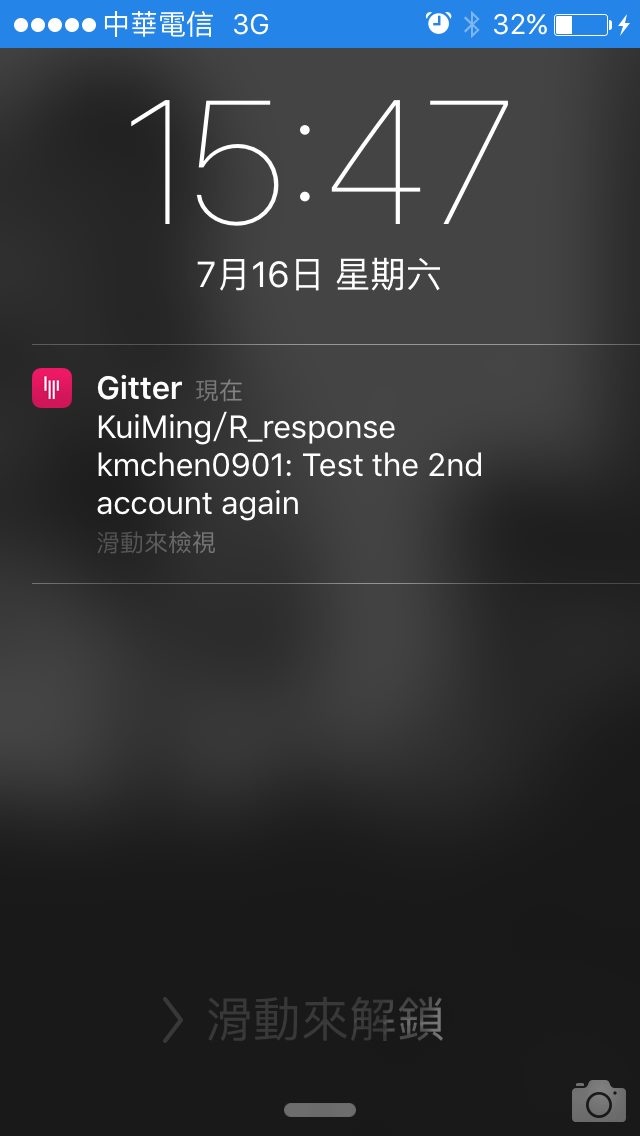 中華電信 3G 32%
15:47
7月16日 星期六
Gitter 現在
KuiMing/R_response
kmchen0901: Test the 2nd
account again
滑動來檢視
滑動來解鎖